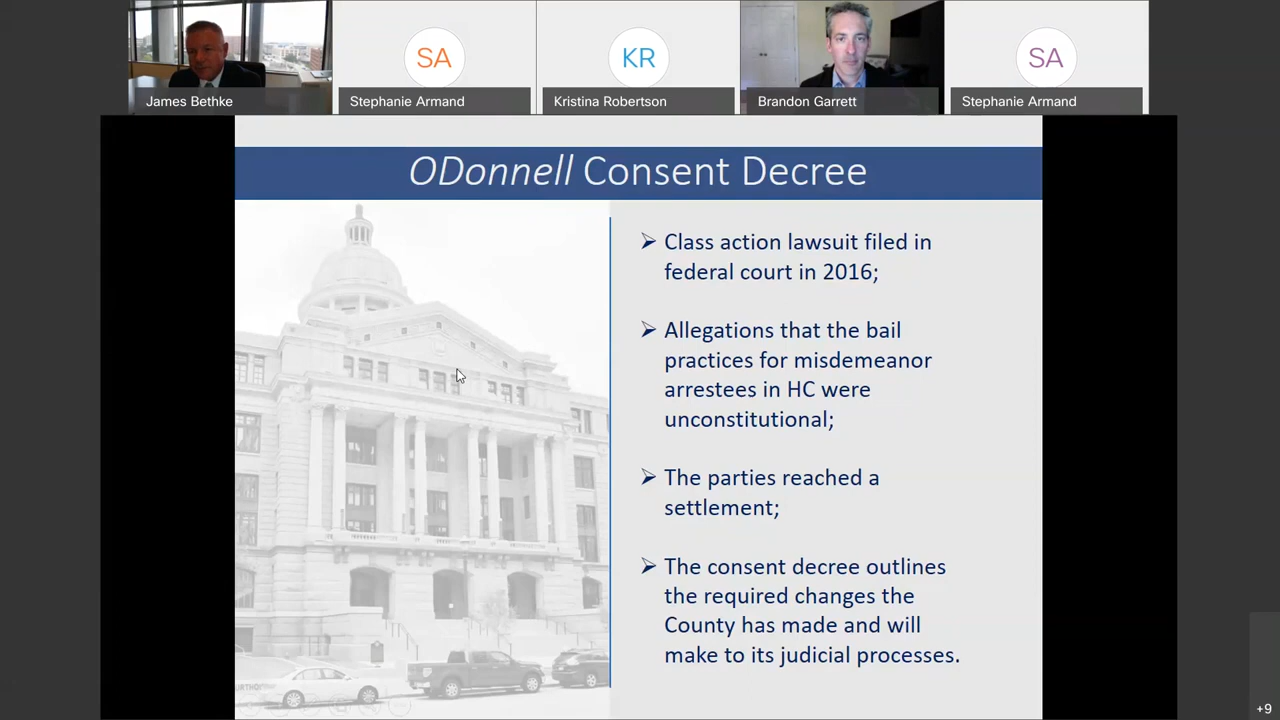 SA
KR
SA
James Bethke
Stephanie Armand
Kristina Robertson
Brandon Garrett
Stephanie Armand
ODonnell Consent Decree
➢ Class action lawsuit filed in
federal court in 2016;
➢ Allegations that the bail
practices for misdemeanor
arrestees in HC were
unconstitutional;
➢ The parties reached a
settlement;
➢ The consent decree outlines
the required changes the
County has made and will
make to its judicial processes.
+9